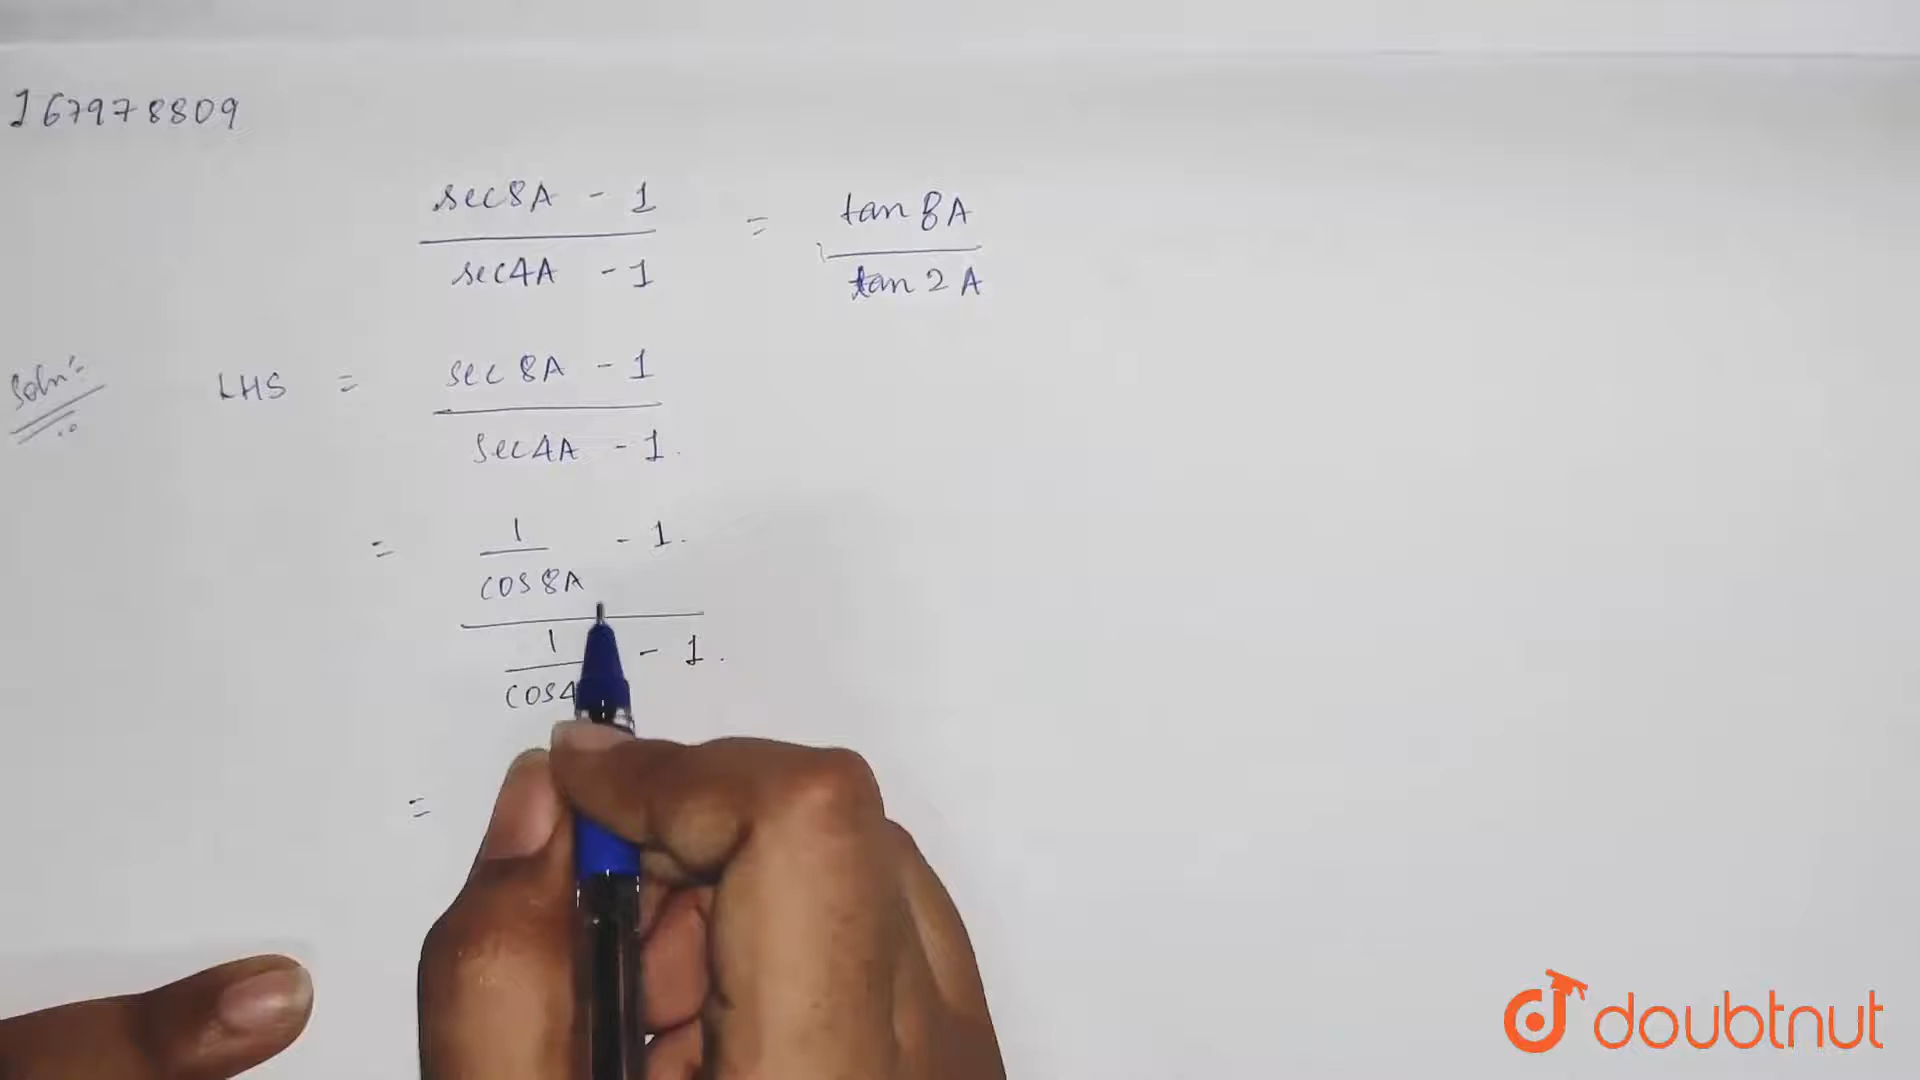 167978809
sec8A - 1 = tan 8A
sec4A - 1 tan 2A
Soln:- LHS = sec 8A - 1
sec4A - 1.
= 1 - 1.
cos 8A
1 - 1.
cos4
=
doubtnut